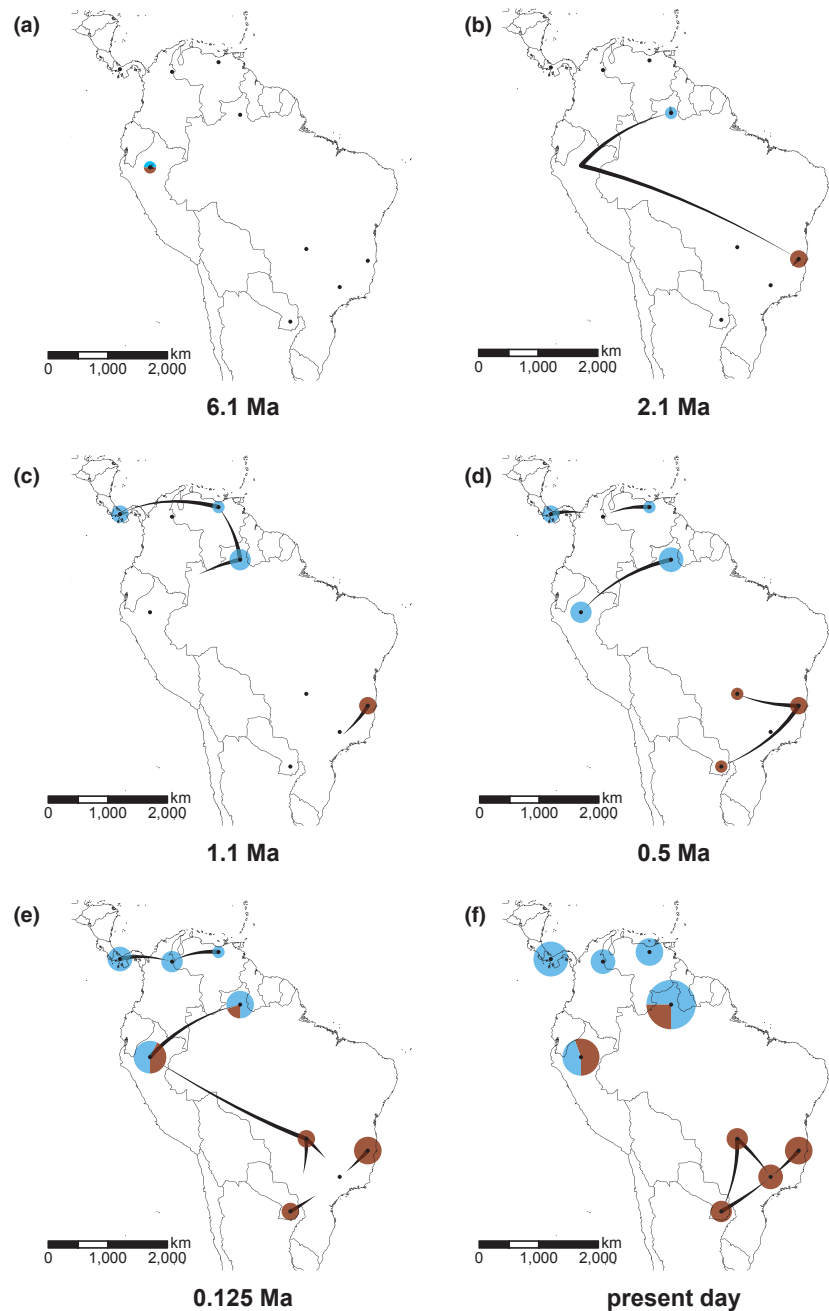 (a)
(b)
km
0 1,000 2,000
km
0 1,000 2,000
6.1 Ma
2.1 Ma
(c)
(d)
km
0 1,000 2,000
km
0 1,000 2,000
1.1 Ma
0.5 Ma
(e)
(f)
km
0 1,000 2,000
km
0 1,000 2,000
0.125 Ma
present day